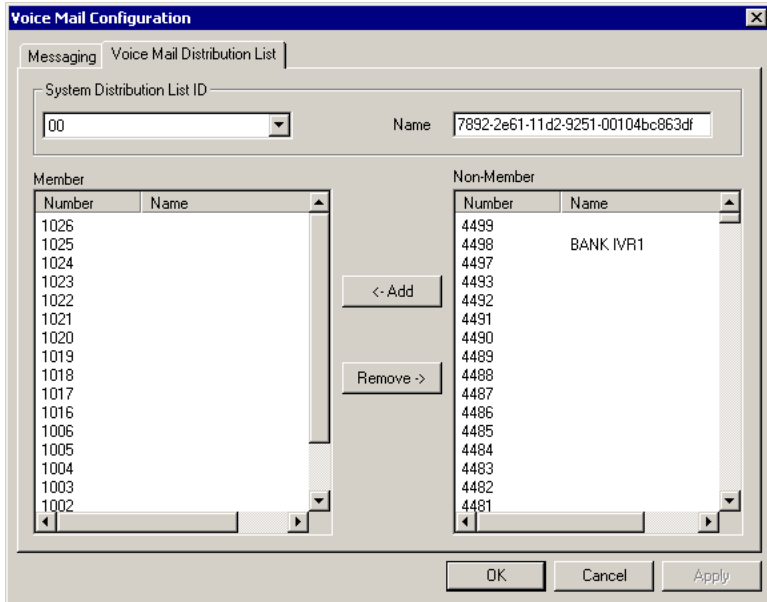 Voice Mail Configuration
Messaging
Voice Mail Distribution List
System Distribution List ID
00
Name
7892-2e61-11d2-9251-00104bc863df
Member
Number Name
1026
1025
1024
1023
1022
1021
1020
1019
1018
1017
1016
1006
1005
1004
1003
1002
<- Add
Remove ->
Non-Member
Number Name
4499
4498 BANK IVR1
4497
4493
4492
4491
4490
4489
4488
4487
4486
4485
4484
4483
4482
4481
OK
Cancel
Apply